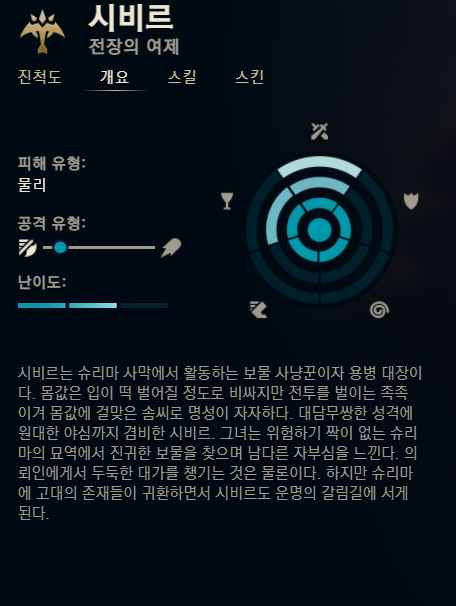 시비르
전장의 여제
진척도 개요 스킬 스킨
피해 유형:
물리
공격 유형:
난이도:
시비르는 슈리마 사막에서 활동하는 보물 사냥꾼이자 용병 대장이
다. 몸값은 입이 떡 벌어질 정도로 비싸지만 전투를 벌이는 족족
이겨 몸값에 걸맞은 솜씨로 명성이 자자하다. 대담무쌍한 성격에
원대한 야심까지 겸비한 시비르. 그녀는 위험하기 짝이 없는 슈리
마의 묘역에서 진귀한 보물을 찾으며 남다른 자부심을 느낀다. 의
뢰인에게서 두둑한 대가를 챙기는 것은 물론이다. 하지만 슈리마
에 고대의 존재들이 귀환하면서 시비르도 운명의 갈림길에 서게
된다.